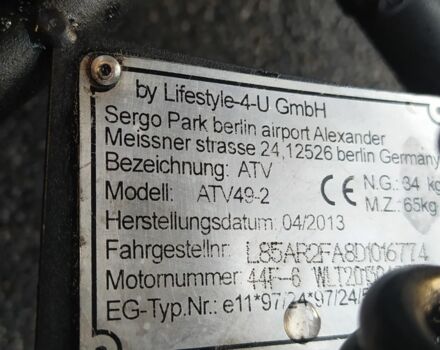 by Lifestyle-4-U GmbH
Sergo Park berlin airport Alexander
Meissner strasse 24,12526 berlin Germany
Bezeichnung: ATV
Modell: ATV49-2
CE N.G.: 34 kg
M.Z.: 65kg
Herstellungsdatum: 04/2013
Fahrgestellnr: L85AR2FA8D1016774
Motornummer: 44F-6
EG-Typ.Nr.: e11*97/24*97/24/